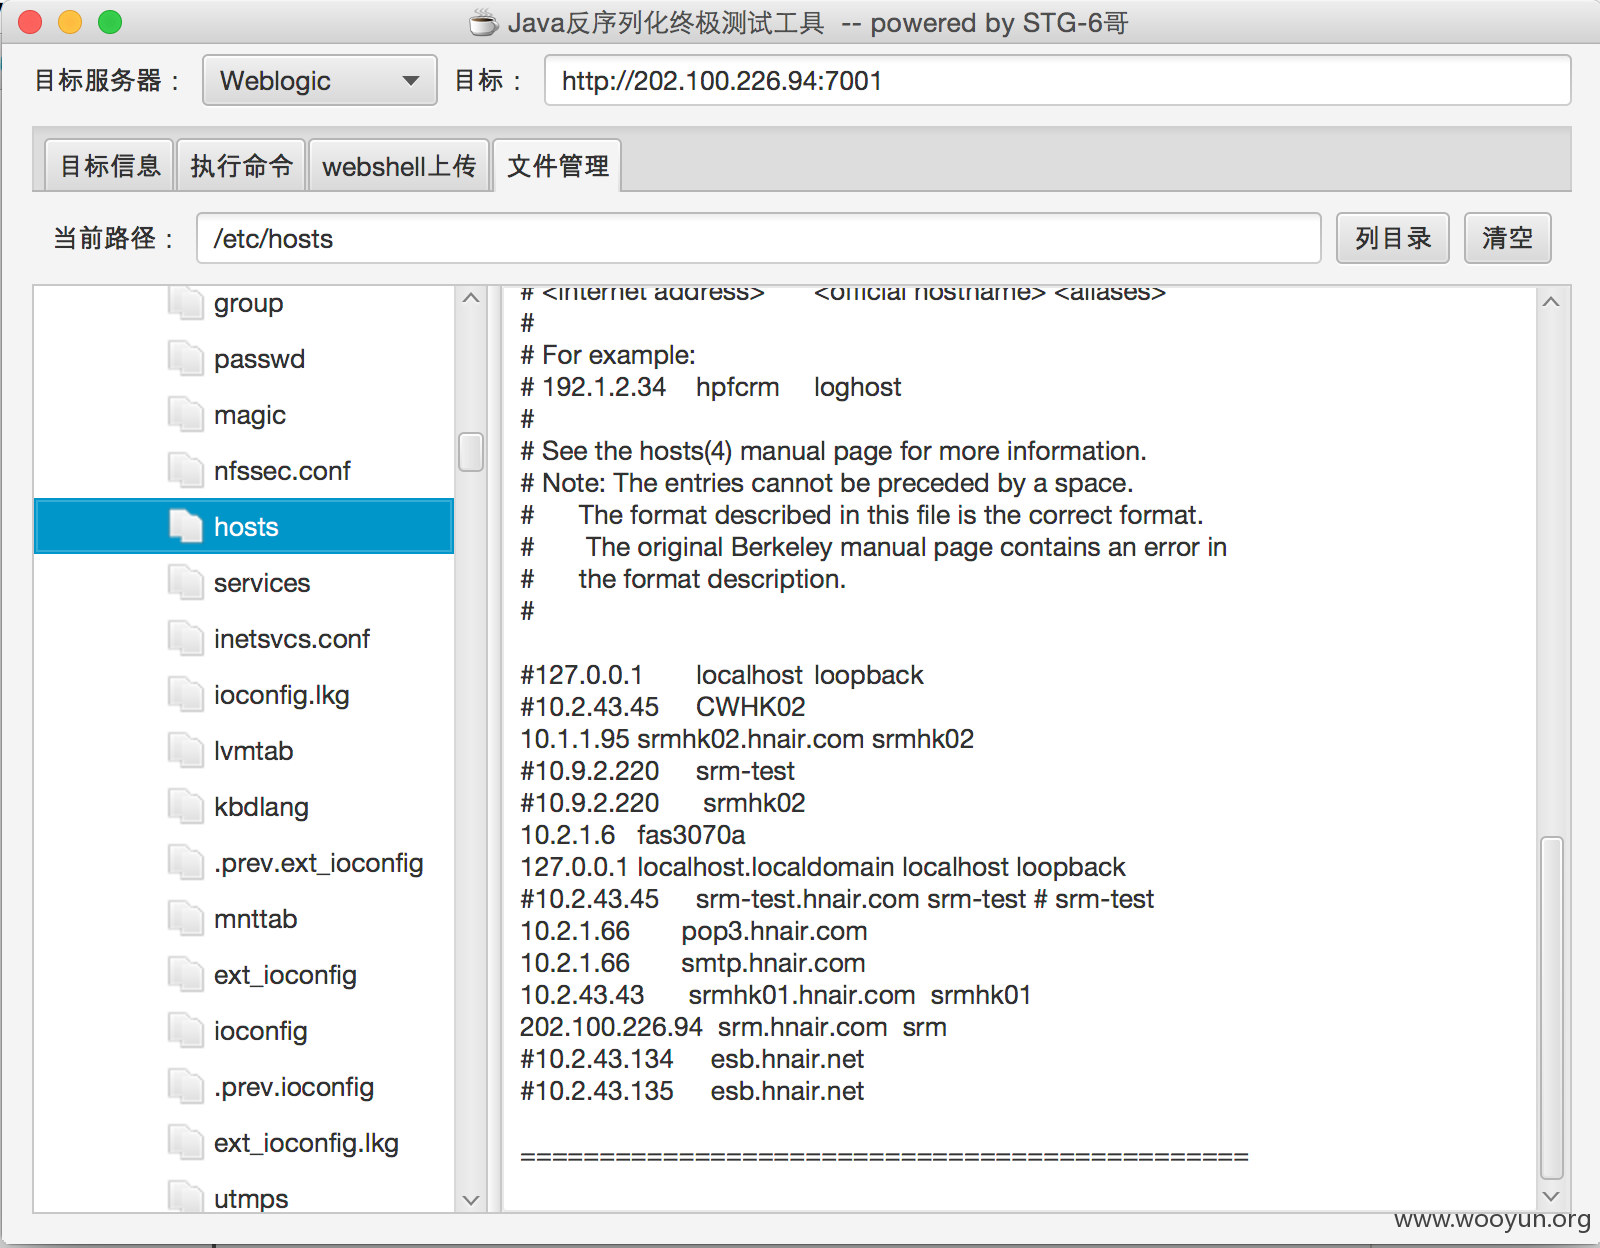 Java反序列化终极测试工具 -- powered by STG-6哥
目标服务器： Weblogic 目标： http://202.100.226.94:7001
目标信息 执行命令 webshell上传 文件管理
当前路径： /etc/hosts 列目录 清空
group
passwd
magic
nfssec.conf
hosts
services
inetsvcs.conf
ioconfig.lkg
lvmtab
kbdlang
.prev.ext_ioconfig
mnttab
ext_ioconfig
ioconfig
.prev.ioconfig
ext_ioconfig.lkg
utmps
# <internet address> <official hostname> <aliases>
#
# For example:
# 192.1.2.34 hpfcrm loghost
#
# See the hosts(4) manual page for more information.
# Note: The entries cannot be preceded by a space.
# The format described in this file is the correct format.
# The original Berkeley manual page contains an error in
# the format description.
#
#127.0.0.1 localhost loopback
#10.2.43.45 CWHK02
10.1.1.95 srmhk02.hnair.com srmhk02
#10.9.2.220 srm-test
#10.9.2.220 srmhk02
10.2.1.6 fas3070a
127.0.0.1 localhost.localdomain localhost loopback
#10.2.43.45 srm-test.hnair.com srm-test # srm-test
10.2.1.66 pop3.hnair.com
10.2.1.66 smtp.hnair.com
10.2.43.43 srmhk01.hnair.com srmhk01
202.100.226.94 srm.hnair.com srm
#10.2.43.134 esb.hnair.net
#10.2.43.135 esb.hnair.net
==============================================
www.wooyun.org